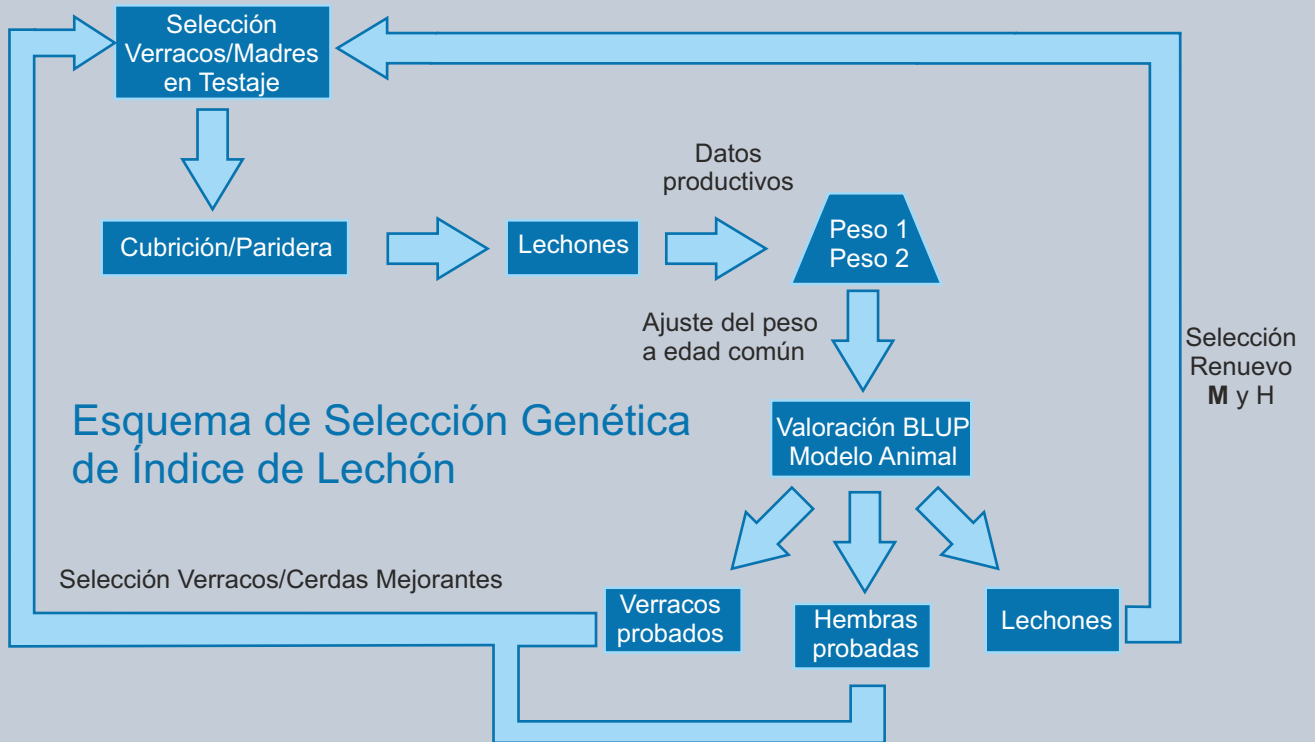 Selección
Verracos/Madres
en Testaje
Datos
productivos
Cubrición/Paridera
Lechones
Peso 1
Peso 2
Ajuste del peso
a edad común
Selección
Renuevo
M y H
Esquema de Selección Genética
de Índice de Lechón
Valoración BLUP
Modelo Animal
Selección Verracos/Cerdas Mejorantes
Verracos
probados
Hembras
probadas
Lechones